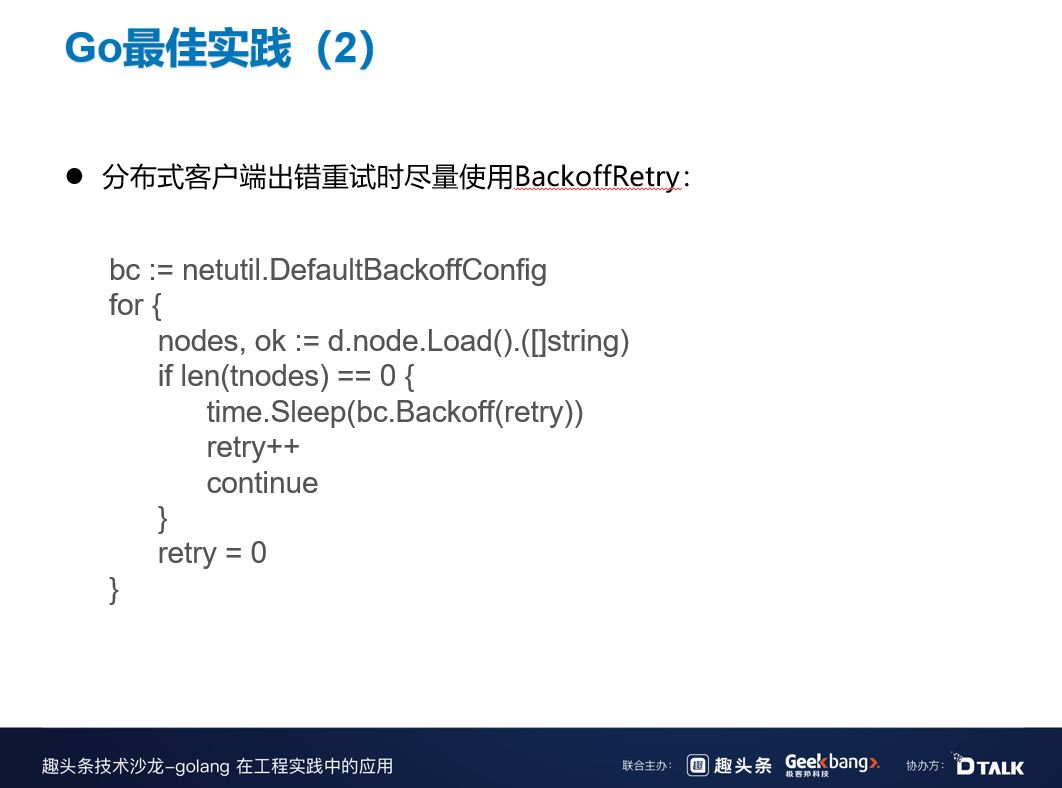 Go最佳实践（2）
● 分布式客户端出错重试时尽量使用BackoffRetry：
bc := netutil.DefaultBackoffConfig
for {
nodes, ok := d.node.Load().([]string)
if len(tnodes) == 0 {
time.Sleep(bc.Backoff(retry))
retry++
continue
}
retry = 0
}
趣头条技术沙龙-golang 在工程实践中的应用
联合主办： 趣 趣头条 Geekbang 极客邦科技 协办方： DTALK